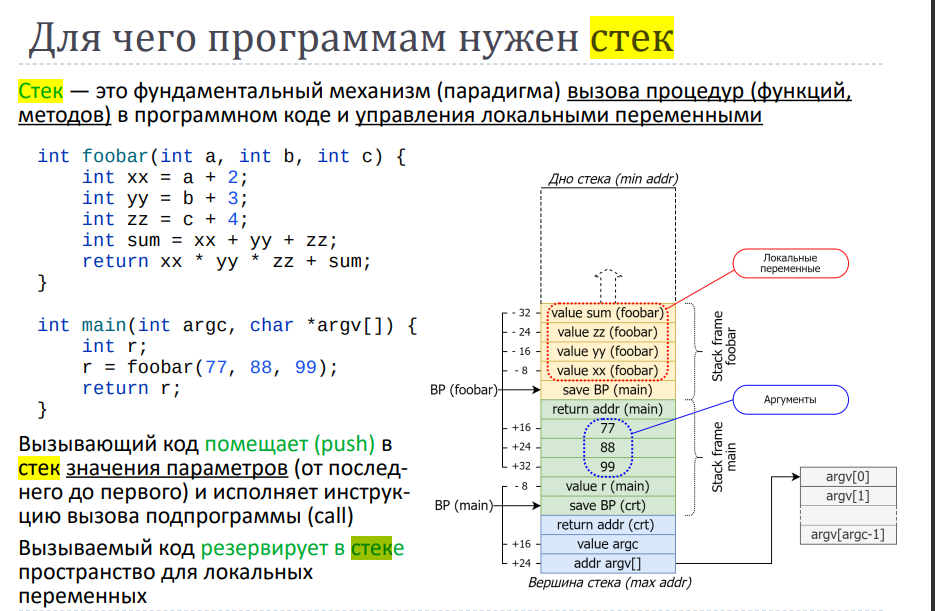 Для чего программам нужен стек
Стек — это фундаментальный механизм (парадигма) вызова процедур (функций,
методов) в программном коде и управления локальными переменными
int foobar(int a, int b, int c) {
int xx = a + 2;
int yy = b + 3;
int zz = c + 4;
int sum = xx + yy + zz;
return xx * yy * zz + sum;
}
int main(int argc, char *argv[]) {
int r;
r = foobar(77, 88, 99);
return r;
}
Вызывающий код помещает (push) в
стек значения параметров (от послед-
него до первого) и исполняет инструк-
цию вызова подпрограммы (call)
Вызываемый код резервирует в стеке
пространство для локальных
переменных
Дно стека (min addr)
Локальные
переменные
- 32 value sum (foobar)
- 24 value zz (foobar)
- 16 value yy (foobar)
- 8 value xx (foobar)
BP (foobar) save BP (main)
Stack frame
foobar
return addr (main)
Аргументы
+16 77
+24 88
+32 99
- 8 value r (main)
BP (main) save BP (crt)
Stack frame
main
return addr (crt)
+16 value argc
+24 addr argv[]
Вершина стека (max addr)
argv[0]
argv[1]
argv[argc-1]